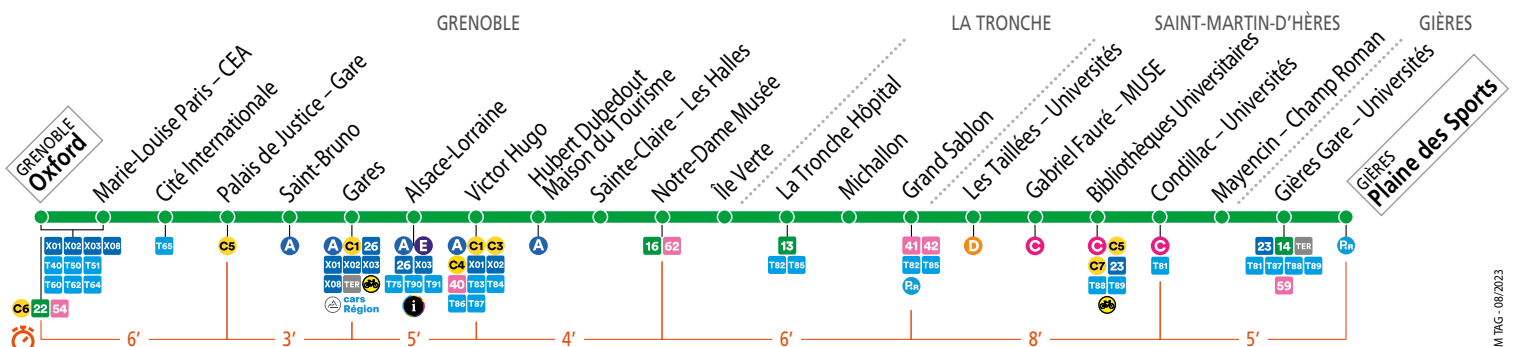 GRENOBLE
LA TRONCHE
SAINT-MARTIN-D’HÈRES
GIÈRES
GRENOBLE
Oxford
Marie-Louise Paris – CEA
Cité Internationale
Palais de Justice – Gare
Saint-Bruno
Gares
Alsace-Lorraine
Victor Hugo
Hubert Dubedout
Maison du Tourisme
Sainte-Claire – Les Halles
Notre-Dame Musée
Île Verte
La Tronche Hôpital
Michallon
Grand Sablon
Les Taillées – Universités
Gabriel Fauré – MUSE
Bibliothèques Universitaires
Condillac – Universités
Mayencin – Champ Roman
Gières Gare – Universités
GIÈRES
Plaine des Sports
X01 X02 X03 X08
T40 T50 T51
T60 T62 T64
C6 22 54
T65
C5
A
A C1 26
X01 X02 X03
X08 TER
cars
Région
A E
26 X03
T75 T90 T91
i
A C1 C3
C4 X01 X02
40 T83 T84
T86 T87
A
16 62
13
T82 T85
41 42
T82 T85
P+R
D
C
C C5
C7 23
T88 T89
C
T81
23 14 TER
T81 T87 T88 T89
59
P+R
6’
3’
5’
4’
6’
8’
5’
M TAG - 08/2023